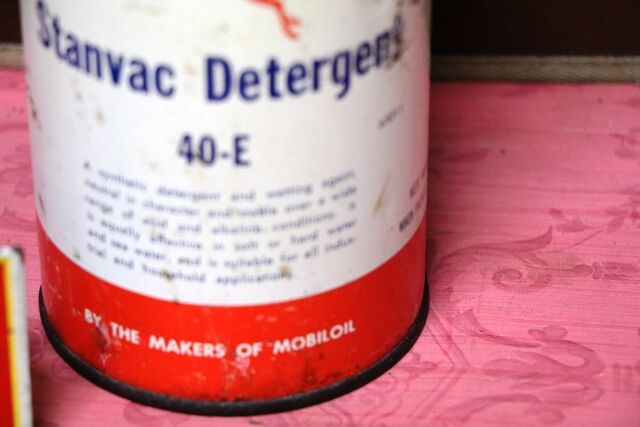 Stanvac Detergent
40-E
A synthetic detergent and wetting agent,
neutral in character and usable over a wide
range of acid and alkaline conditions. It
is equally effective in soft or hard water
and sea water, and is suitable for all indus-
trial and household applications.
BY THE MAKERS OF MOBILOIL